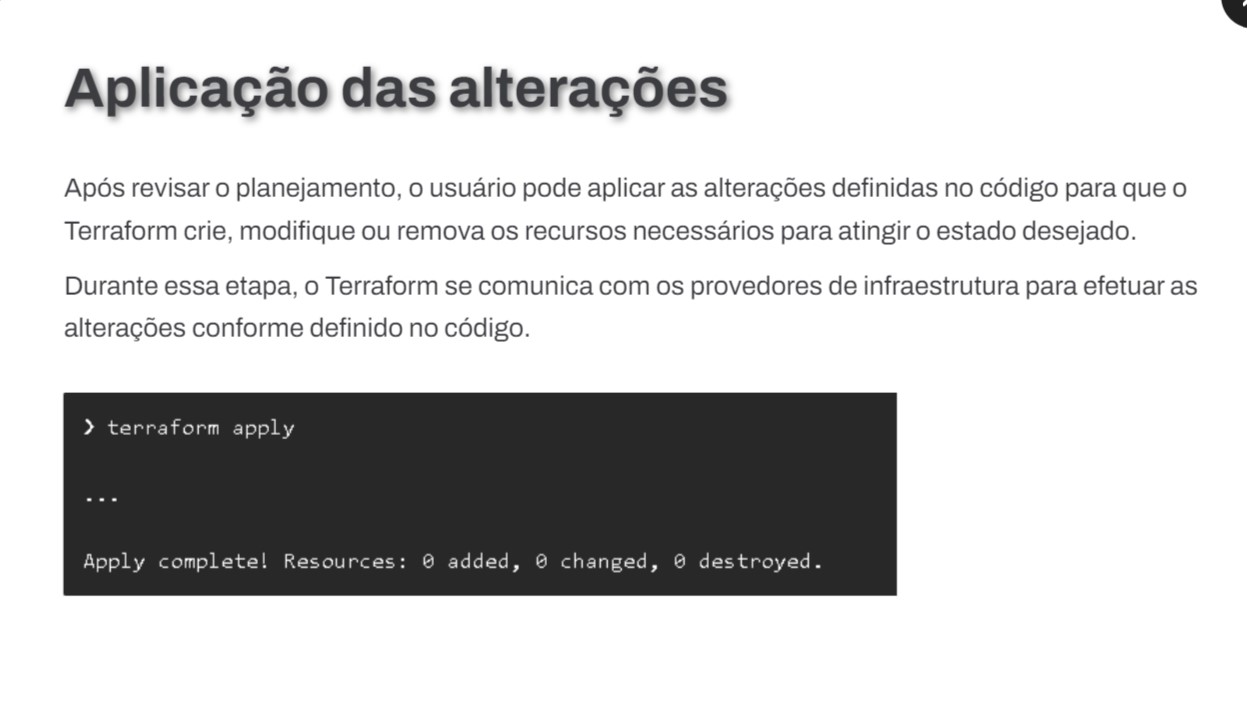 Aplicação das alterações
Após revisar o planejamento, o usuário pode aplicar as alterações definidas no código para que o
Terraform crie, modifique ou remova os recursos necessários para atingir o estado desejado.
Durante essa etapa, o Terraform se comunica com os provedores de infraestrutura para efetuar as
alterações conforme definido no código.
❯ terraform apply
...
Apply complete! Resources: 0 added, 0 changed, 0 destroyed.